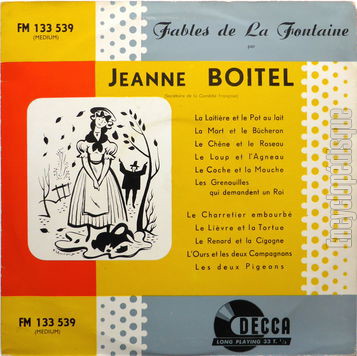 FM 133 539
(MEDIUM)
Fables de La Fontaine
par
JEANNE BOITEL
(Sociétaire de la Comédie Française)
La Laitière et le Pot au lait
La Mort et le Bûcheron
Le Chêne et le Roseau
Le Loup et l'Agneau
Le Coche et la Mouche
Les Grenouilles
qui demandent un Roi
Le Charretier embourbé
Le Lièvre et la Tortue
Le Renard et la Cigogne
L'Ours et les deux Compagnons
Les deux Pigeons
FM 133 539
(MEDIUM)
DECCA
LONG PLAYING 33 T. 1/3
Encyclopédisque.fr